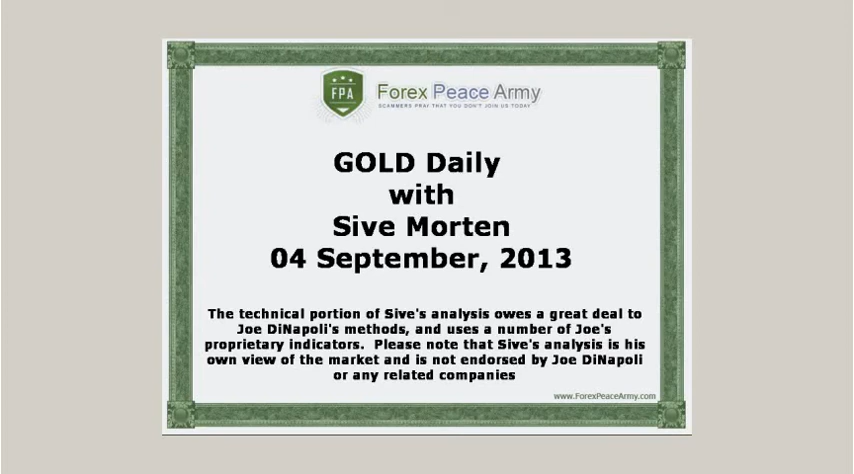 FPA
Forex Peace Army
SCAMMERS PRAY THAT YOU DON'T JOIN US TODAY
GOLD Daily
with
Sive Morten
04 September, 2013
The technical portion of Sive's analysis owes a great deal to
Joe DiNapoli's methods, and uses a number of Joe's
proprietary indicators.  Please note that Sive's analysis is his
own view of the market and is not endorsed by Joe DiNapoli
or any related companies
www.ForexPeaceArmy.com